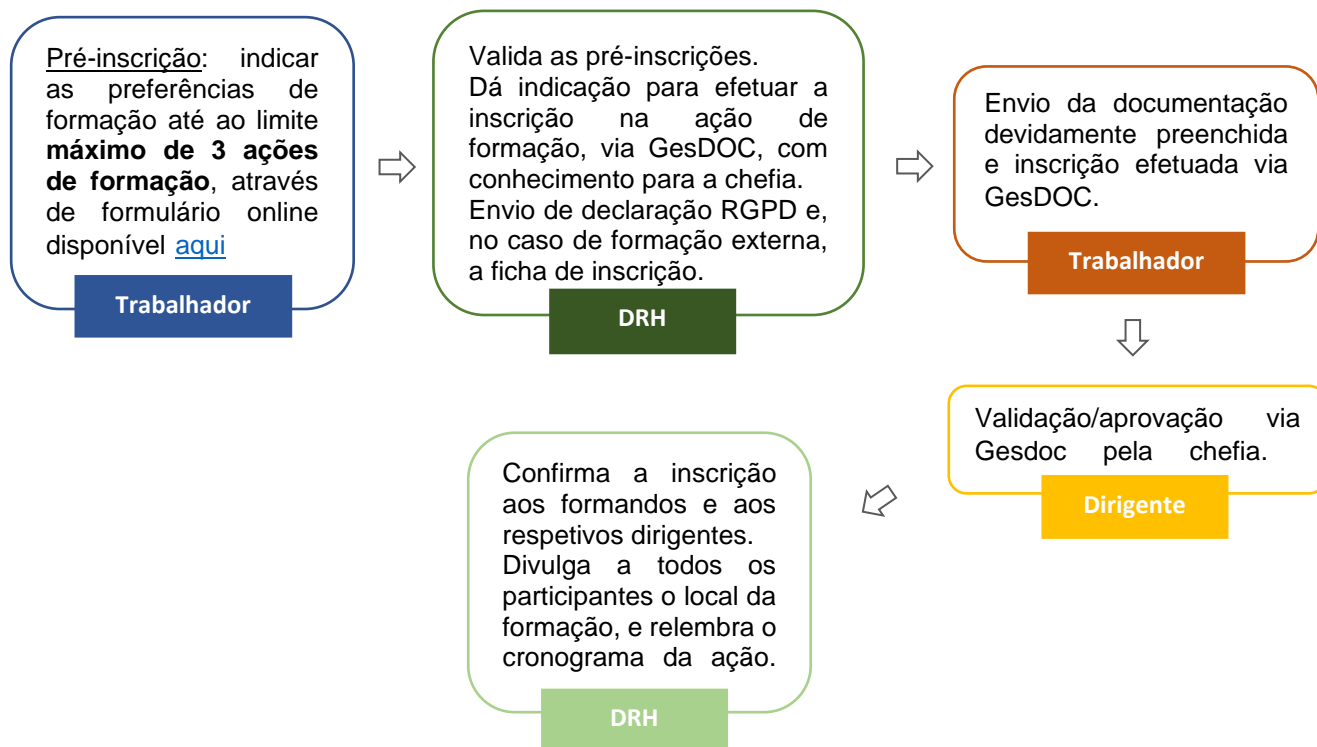 Pré-inscrição: indicar
as preferências de
formação até ao limite
máximo de 3 ações
de formação, através
de formulário online
disponível aqui
Trabalhador
Valida as pré-inscrições.
Dá indicação para efetuar a
inscrição na ação de
formação, via GesDOC, com
conhecimento para a chefia.
Envio de declaração RGPD e,
no caso de formação externa,
a ficha de inscrição.
DRH
Envio da documentação
devidamente preenchida
e inscrição efetuada via
GesDOC.
Trabalhador
Validação/aprovação via
Gesdoc pela chefia.
Dirigente
Confirma a inscrição
aos formandos e aos
respetivos dirigentes.
Divulga a todos os
participantes o local da
formação, e relembra o
cronograma da ação.
DRH